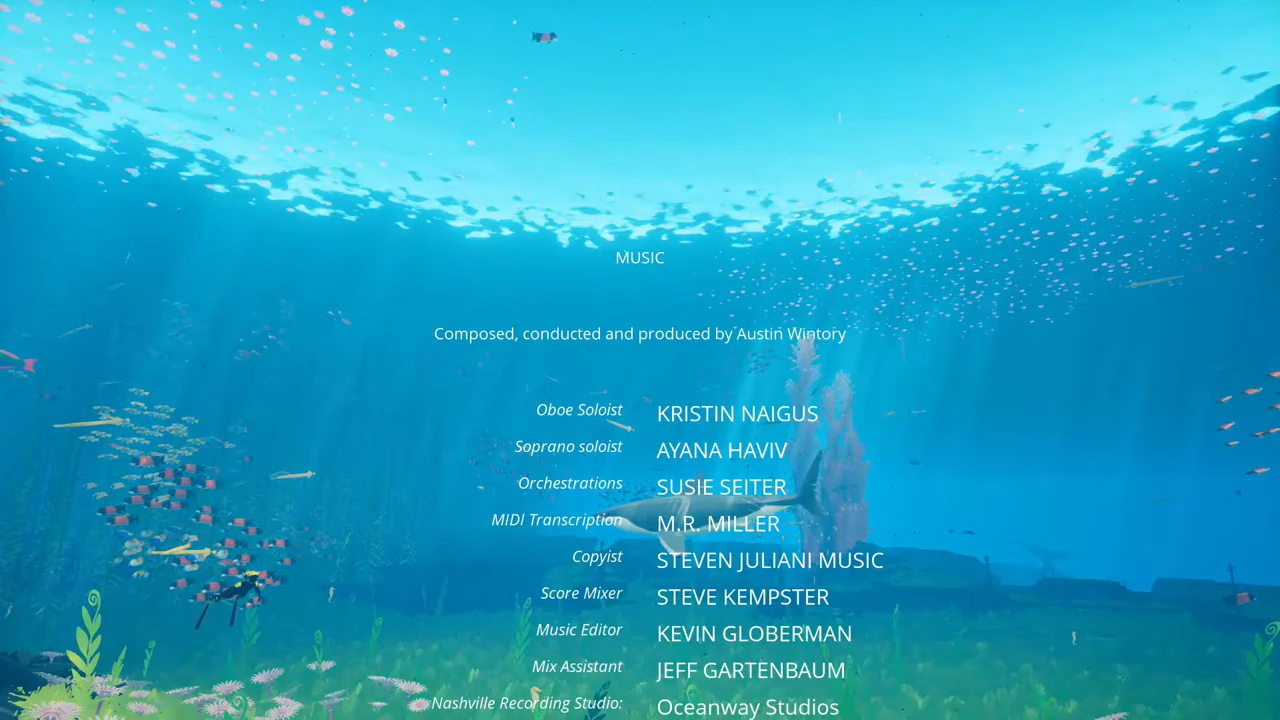 MUSIC
Composed, conducted and produced by Austin Wintory
Oboe Soloist KRISTIN NAIGUS
Soprano soloist AYANA HAVIV
Orchestrations SUSIE SEITER
MIDI Transcription M.R. MILLER
Copyist STEVEN JULIANI MUSIC
Score Mixer STEVE KEMPSTER
Music Editor KEVIN GLOBERMAN
Mix Assistant JEFF GARTENBAUM
Nashville Recording Studio: Oceanway Studios